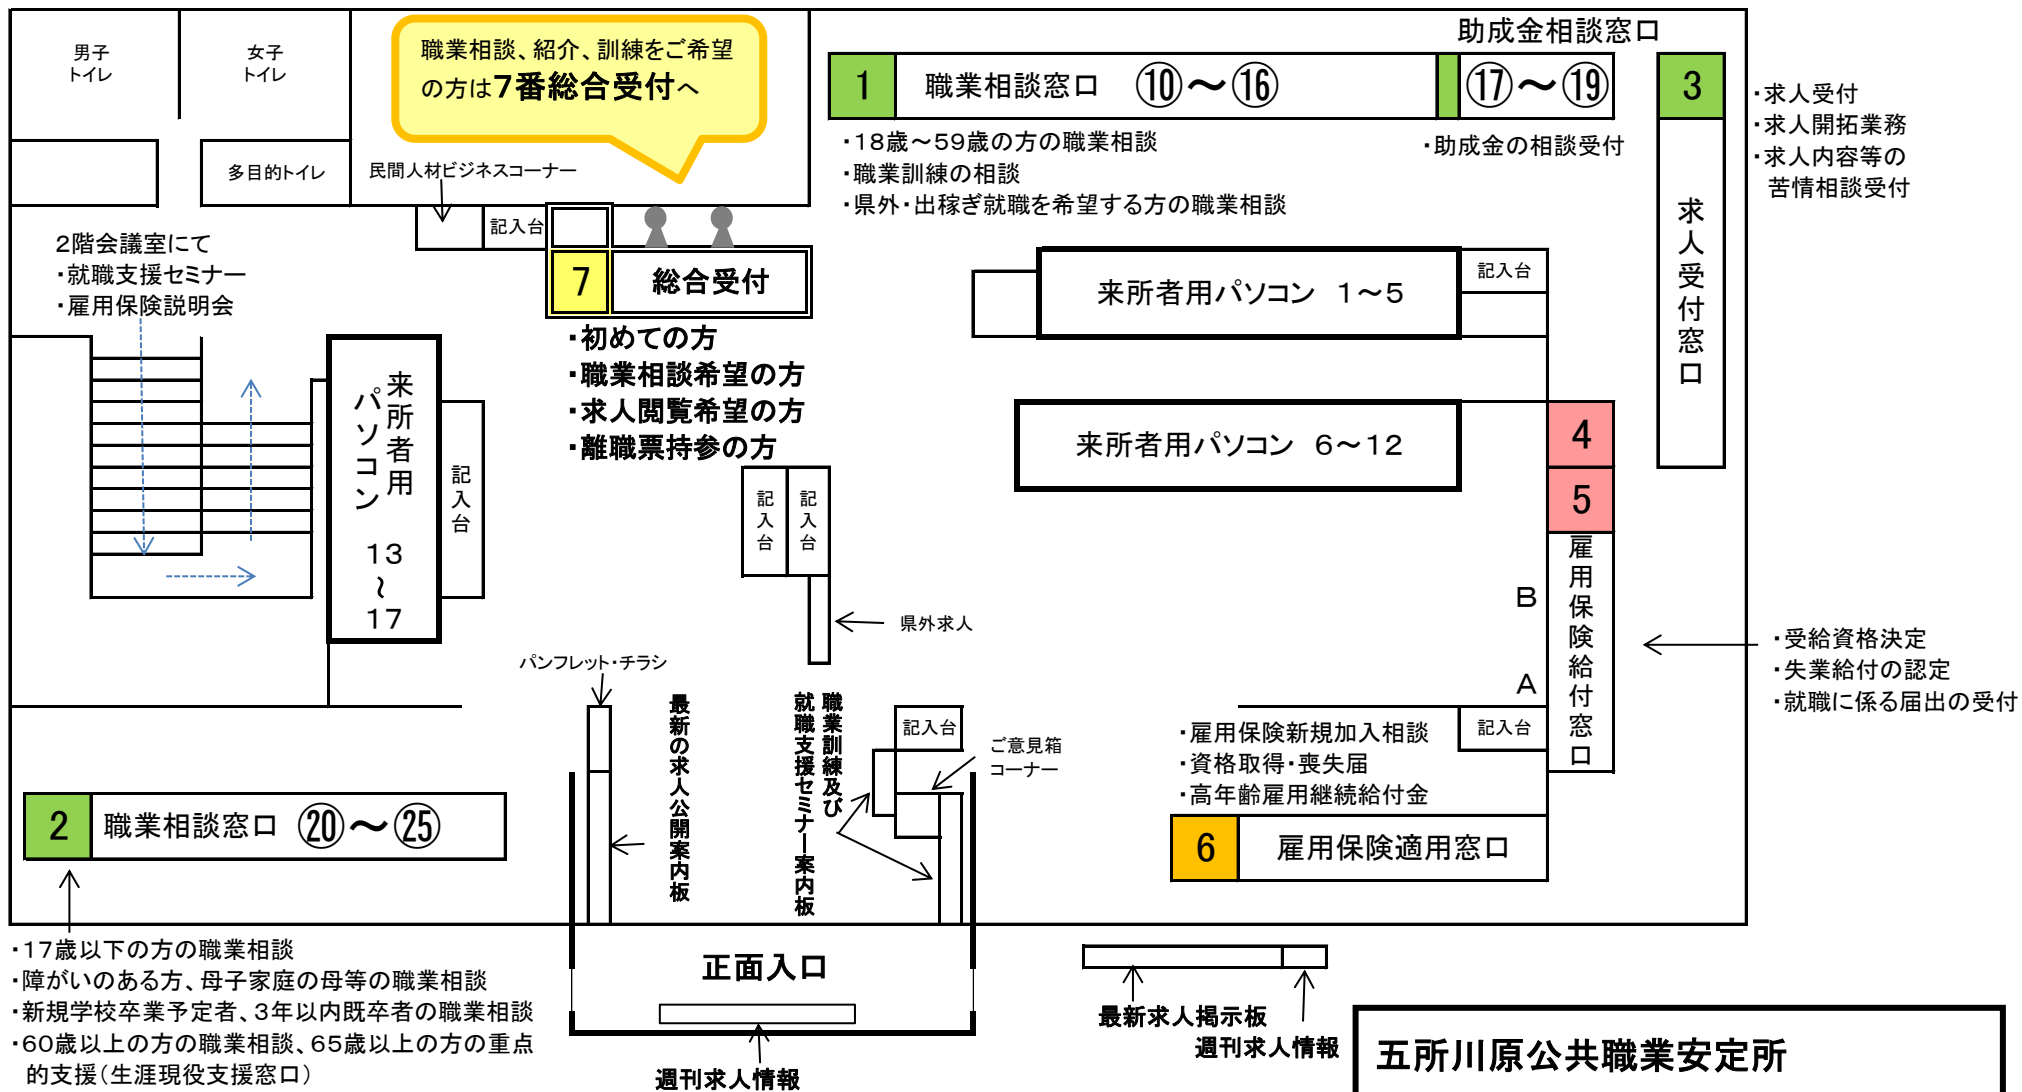 男子
トイレ
女子
トイレ
職業相談、紹介、訓練をご希望
の方は7番総合受付へ
助成金相談窓口
1 職業相談窓口 ⑩～⑯
⑰～⑲
3
・18歳～59歳の方の職業相談
・職業訓練の相談
・県外・出稼ぎ就職を希望する方の職業相談
・助成金の相談受付
・求人受付
・求人開拓業務
・求人内容等の
苦情相談受付
求人受付窓口
多目的トイレ
民間人材ビジネスコーナー
記入台
7 総合受付
・初めての方
・職業相談希望の方
・求人閲覧希望の方
・離職票持参の方
2階会議室にて
・就職支援セミナー
・雇用保険説明会
来所者用パソコン 1～5
記入台
来所者用パソコン 6～12
4
5
雇用保険給付窓口
B
A
来所者用
パソコン 13～17
記入台
記入台
記入台
県外求人
・受給資格決定
・失業給付の認定
・就職に係る届出の受付
パンフレット・チラシ
最新の求人公開案内板
職業訓練及び
就職支援セミナー案内板
記入台
ご意見箱
コーナー
・雇用保険新規加入相談
・資格取得・喪失届
・高年齢雇用継続給付金
記入台
6 雇用保険適用窓口
2 職業相談窓口 ⑳～㉕
・17歳以下の方の職業相談
・障がいのある方、母子家庭の母等の職業相談
・新規学校卒業予定者、3年以内既卒者の職業相談
・60歳以上の方の職業相談、65歳以上の方の重点
的支援(生涯現役支援窓口)
正面入口
週刊求人情報
最新求人掲示板
週刊求人情報
五所川原公共職業安定所